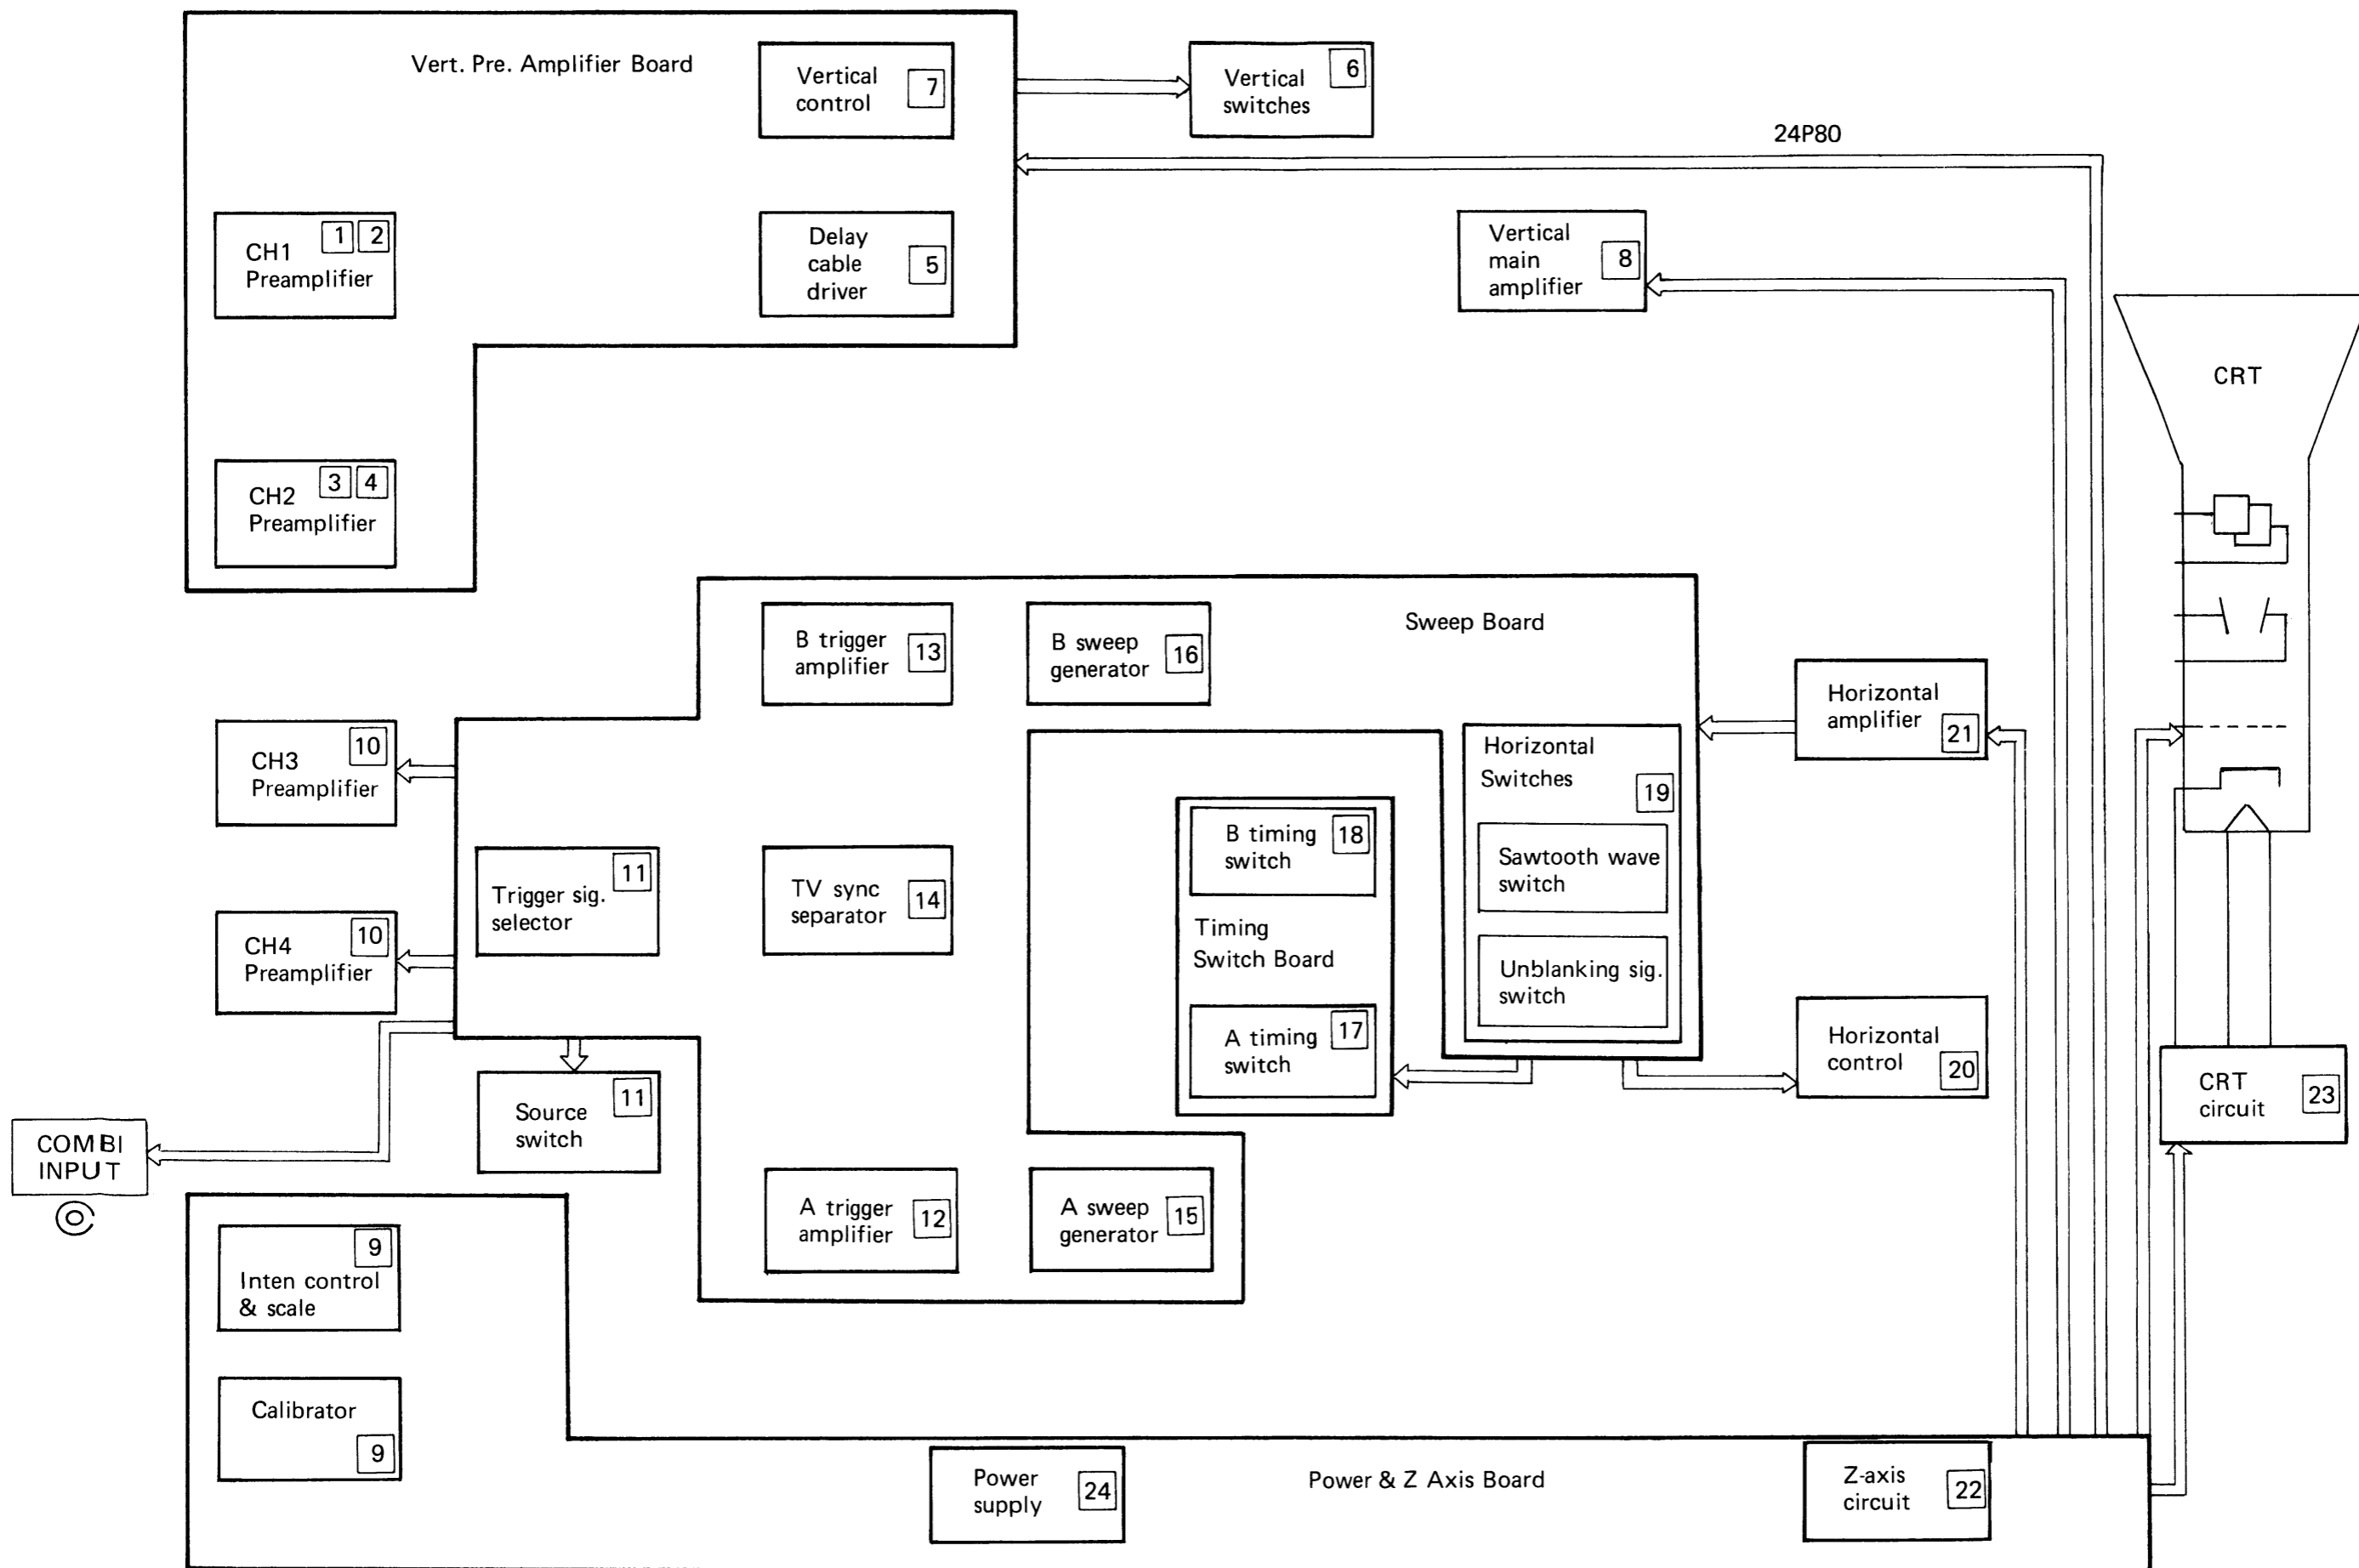 Vert. Pre. Amplifier Board
Vertical
control
7
Vertical
switches
6
24P80
CH1
Preamplifier
1 2
Delay
cable
driver
5
Vertical
main
amplifier
8
CRT
CH2
Preamplifier
3 4
B trigger
amplifier
13
B sweep
generator
16
Sweep Board
Horizontal
amplifier
21
CH3
Preamplifier
10
Horizontal
Switches
19
B timing
switch
18
Sawtooth wave
switch
Trigger sig.
selector
11
TV sync
separator
14
Timing
Switch Board
CH4
Preamplifier
10
Unblanking sig.
switch
A timing
switch
17
Horizontal
control
20
Source
switch
11
CRT
circuit
23
COMBI
INPUT
A trigger
amplifier
12
A sweep
generator
15
9
Inten control
& scale
Calibrator
9
Power
supply
24
Power & Z Axis Board
Z-axis
circuit
22